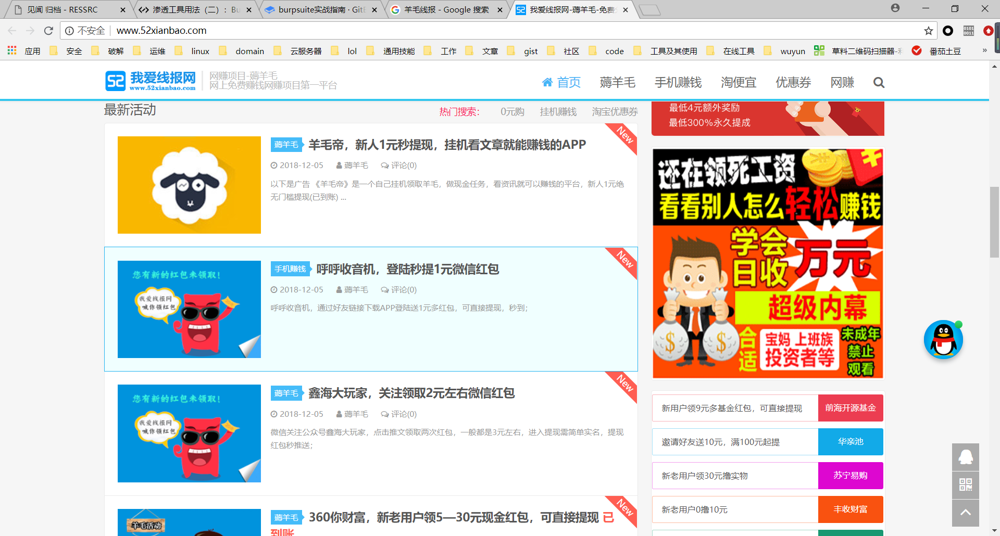 见闻 归档 - RESSRC
渗透工具用法（二）：Bu
burpsuite实战指南 · GitB
羊毛线报 - Google 搜索
我爱线报网-薅羊毛-免费
不安全
www.52xianbao.com
应用
安全
破解
运维
linux
domain
云服务器
lol
通用技能
工作
文章
gist
社区
code
工具及其使用
在线工具
wuyun
草料二维码扫描器-
番茄土豆
»
52 我爱线报网
www.52xianbao.com
网赚项目-薅羊毛
网上免费赚钱网赚项目第一平台
首页
薅羊毛
手机赚钱
淘便宜
优惠券
网赚
最新活动
热门搜索：
0元购
挂机赚钱
淘宝优惠券
New
薅羊毛
羊毛帝，新人1元秒提现，挂机看文章就能赚钱的APP
2018-12-05 薅羊毛 评论(0)
以下是广告 《羊毛帝》是一个自己挂机领取羊毛，做现金任务，看资讯就可以赚钱的平台，新人1元绝
无门槛提现(已到账) ...
New
您有新的红包未领取！
我爱线报网
喊你领红包
手机赚钱
呼呼收音机，登陆秒提1元微信红包
2018-12-05 薅羊毛 评论(0)
呼呼收音机，通过好友链接下载APP登陆送1元多红包，可直接提现，秒到；
New
您有新的红包未领取！
我爱线报网
喊你领红包
薅羊毛
鑫海大玩家，关注领取2元左右微信红包
2018-12-05 薅羊毛 评论(0)
微信关注公众号鑫海大玩家，点击推文领取两次红包，一般都是3元左右，进入提现需简单实名，提现
红包秒推送；
New
羊毛活动
薅羊毛
360你财富，新老用户领5—30元现金红包，可直接提现 已
到账
最低4元额外奖励
最低300%永久提成
还在领死工资
看看别人怎么轻松赚钱
学会
日收
万元
超级内幕
合适
宝妈 上班族
投资者等
未成年
禁止
观看
新用户领9元多基金红包，可直接提现
前海开源基金
邀请好友送10元，满100元起提
华亲池
新老用户领30元撸实物
苏宁易购
新老用户0撸10元
丰收财富